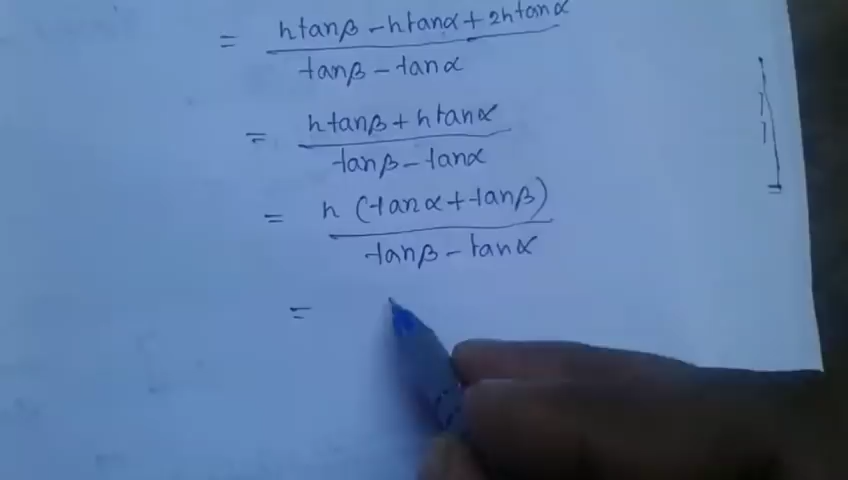 = htanβ - htanα + 2htanα / tanβ - tanα
= htanβ + htanα / tanβ - tanα
= h (tanα + tanβ) / tanβ - tanα
=